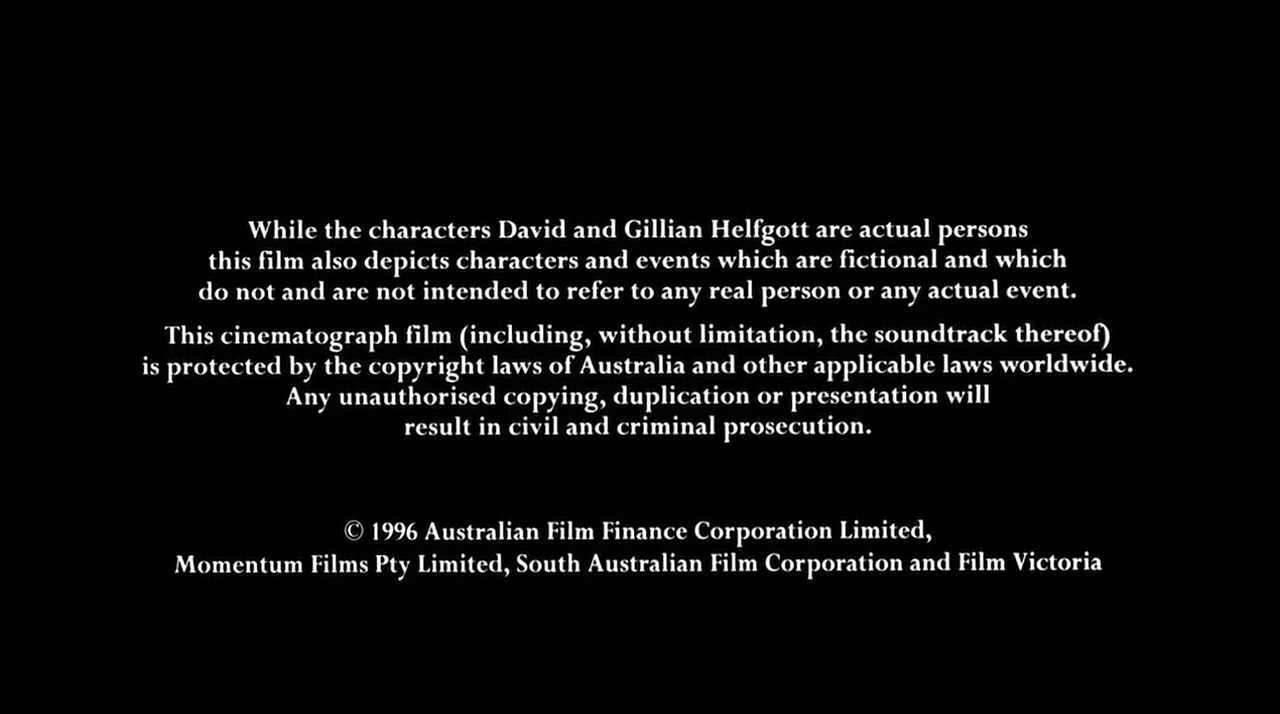 While the characters David and Gillian Helfgott are actual persons
this film also depicts characters and events which are fictional and which
do not and are not intended to refer to any real person or any actual event.
This cinematograph film (including, without limitation, the soundtrack thereof)
is protected by the copyright laws of Australia and other applicable laws worldwide.
Any unauthorised copying, duplication or presentation will
result in civil and criminal prosecution.
© 1996 Australian Film Finance Corporation Limited,
Momentum Films Pty Limited, South Australian Film Corporation and Film Victoria